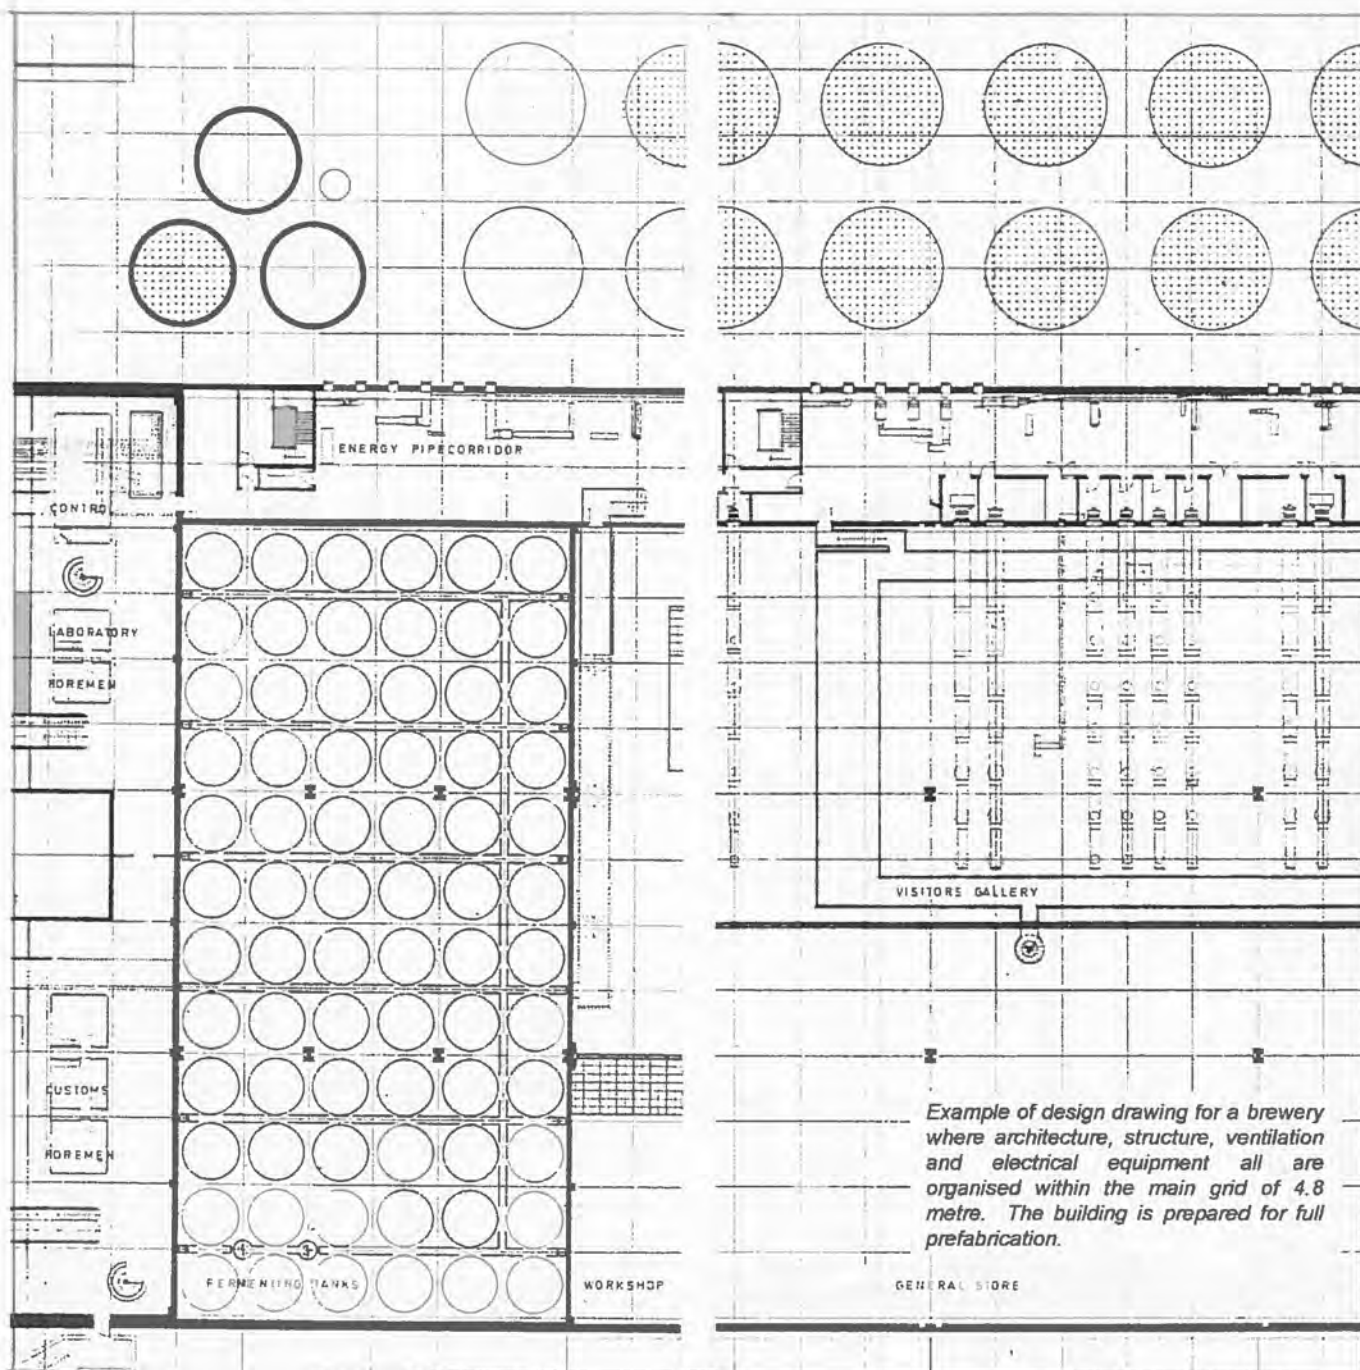 ENERGY PIPECORRIDOR
CONTROL
LABORATORY
FOREMEN
VISITORS GALLERY
CUSTOMS
FOREMEN
FERMENTING TANKS
WORKSHOP
GENERAL STORE
Example of design drawing for a brewery
where architecture, structure, ventilation
and electrical equipment all are
organised within the main grid of 4.8
metre. The building is prepared for full
prefabrication.